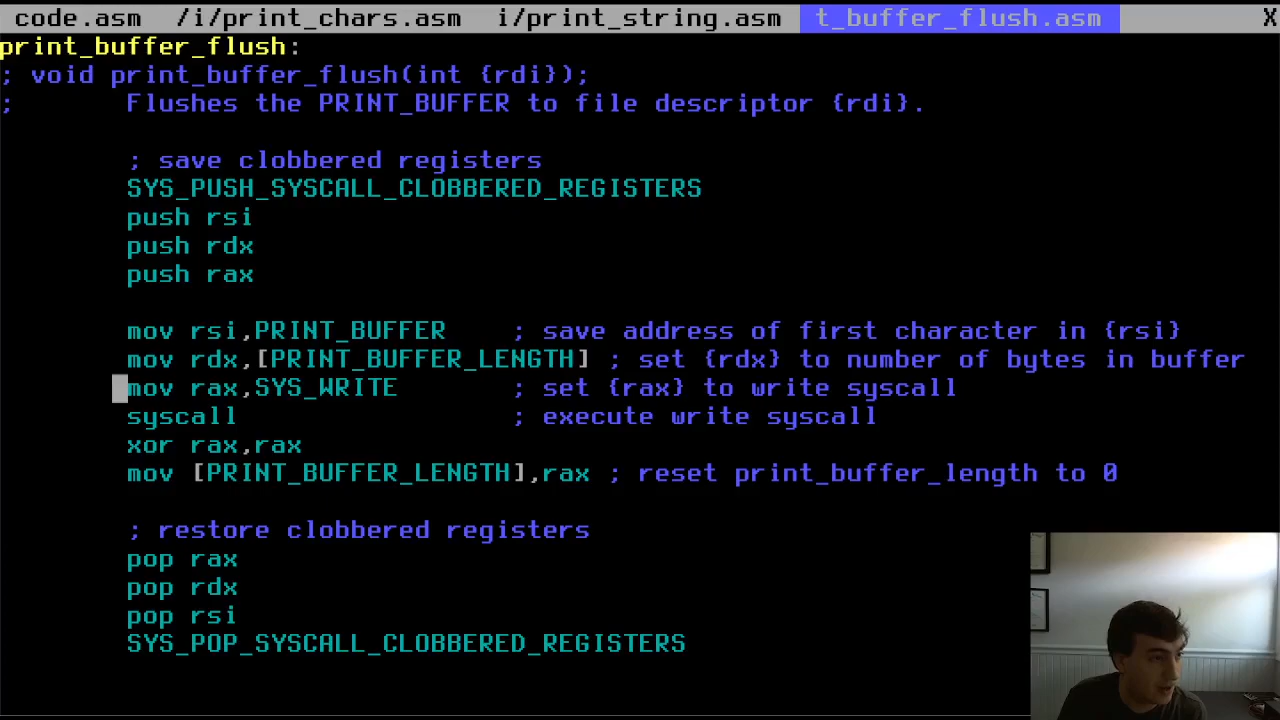 code.asm /i/print_chars.asm i/print_string.asm t_buffer_flush.asm X
print_buffer_flush:
; void print_buffer_flush(int {rdi});
; Flushes the PRINT_BUFFER to file descriptor {rdi}.
; save clobbered registers
SYS_PUSH_SYSCALL_CLOBBERED_REGISTERS
push rsi
push rdx
push rax
mov rsi,PRINT_BUFFER ; save address of first character in {rsi}
mov rdx,[PRINT_BUFFER_LENGTH] ; set {rdx} to number of bytes in buffer
mov rax,SYS_WRITE ; set {rax} to write syscall
syscall ; execute write syscall
xor rax,rax
mov [PRINT_BUFFER_LENGTH],rax ; reset print_buffer_length to 0
; restore clobbered registers
pop rax
pop rdx
pop rsi
SYS_POP_SYSCALL_CLOBBERED_REGISTERS